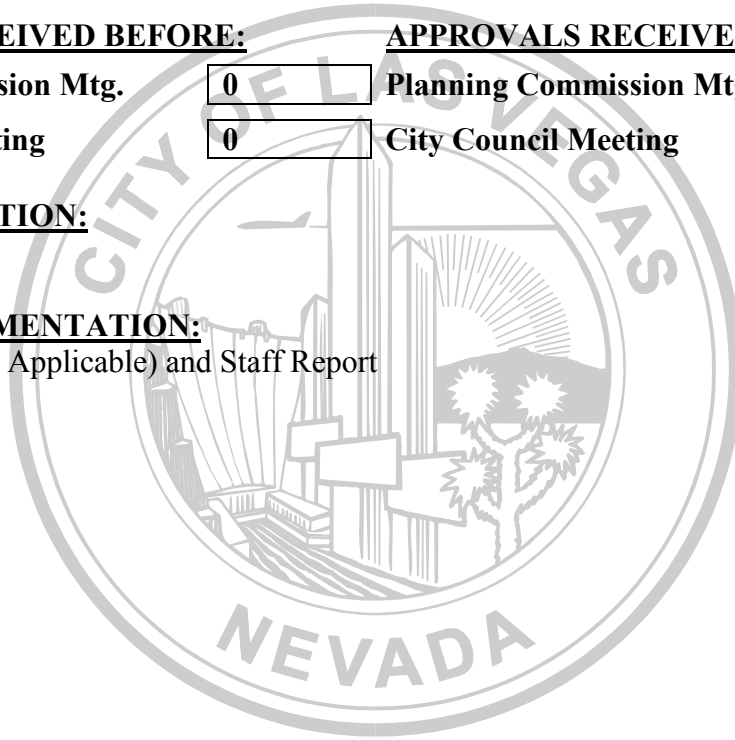 EIVED BEFORE: APPROVALS RECEIVE
sion Mtg. 0 Planning Commission Mt
ting 0 City Council Meeting
TION:
MENTATION:
Applicable) and Staff Report
CITY OF LAS VEGAS
NEVADA